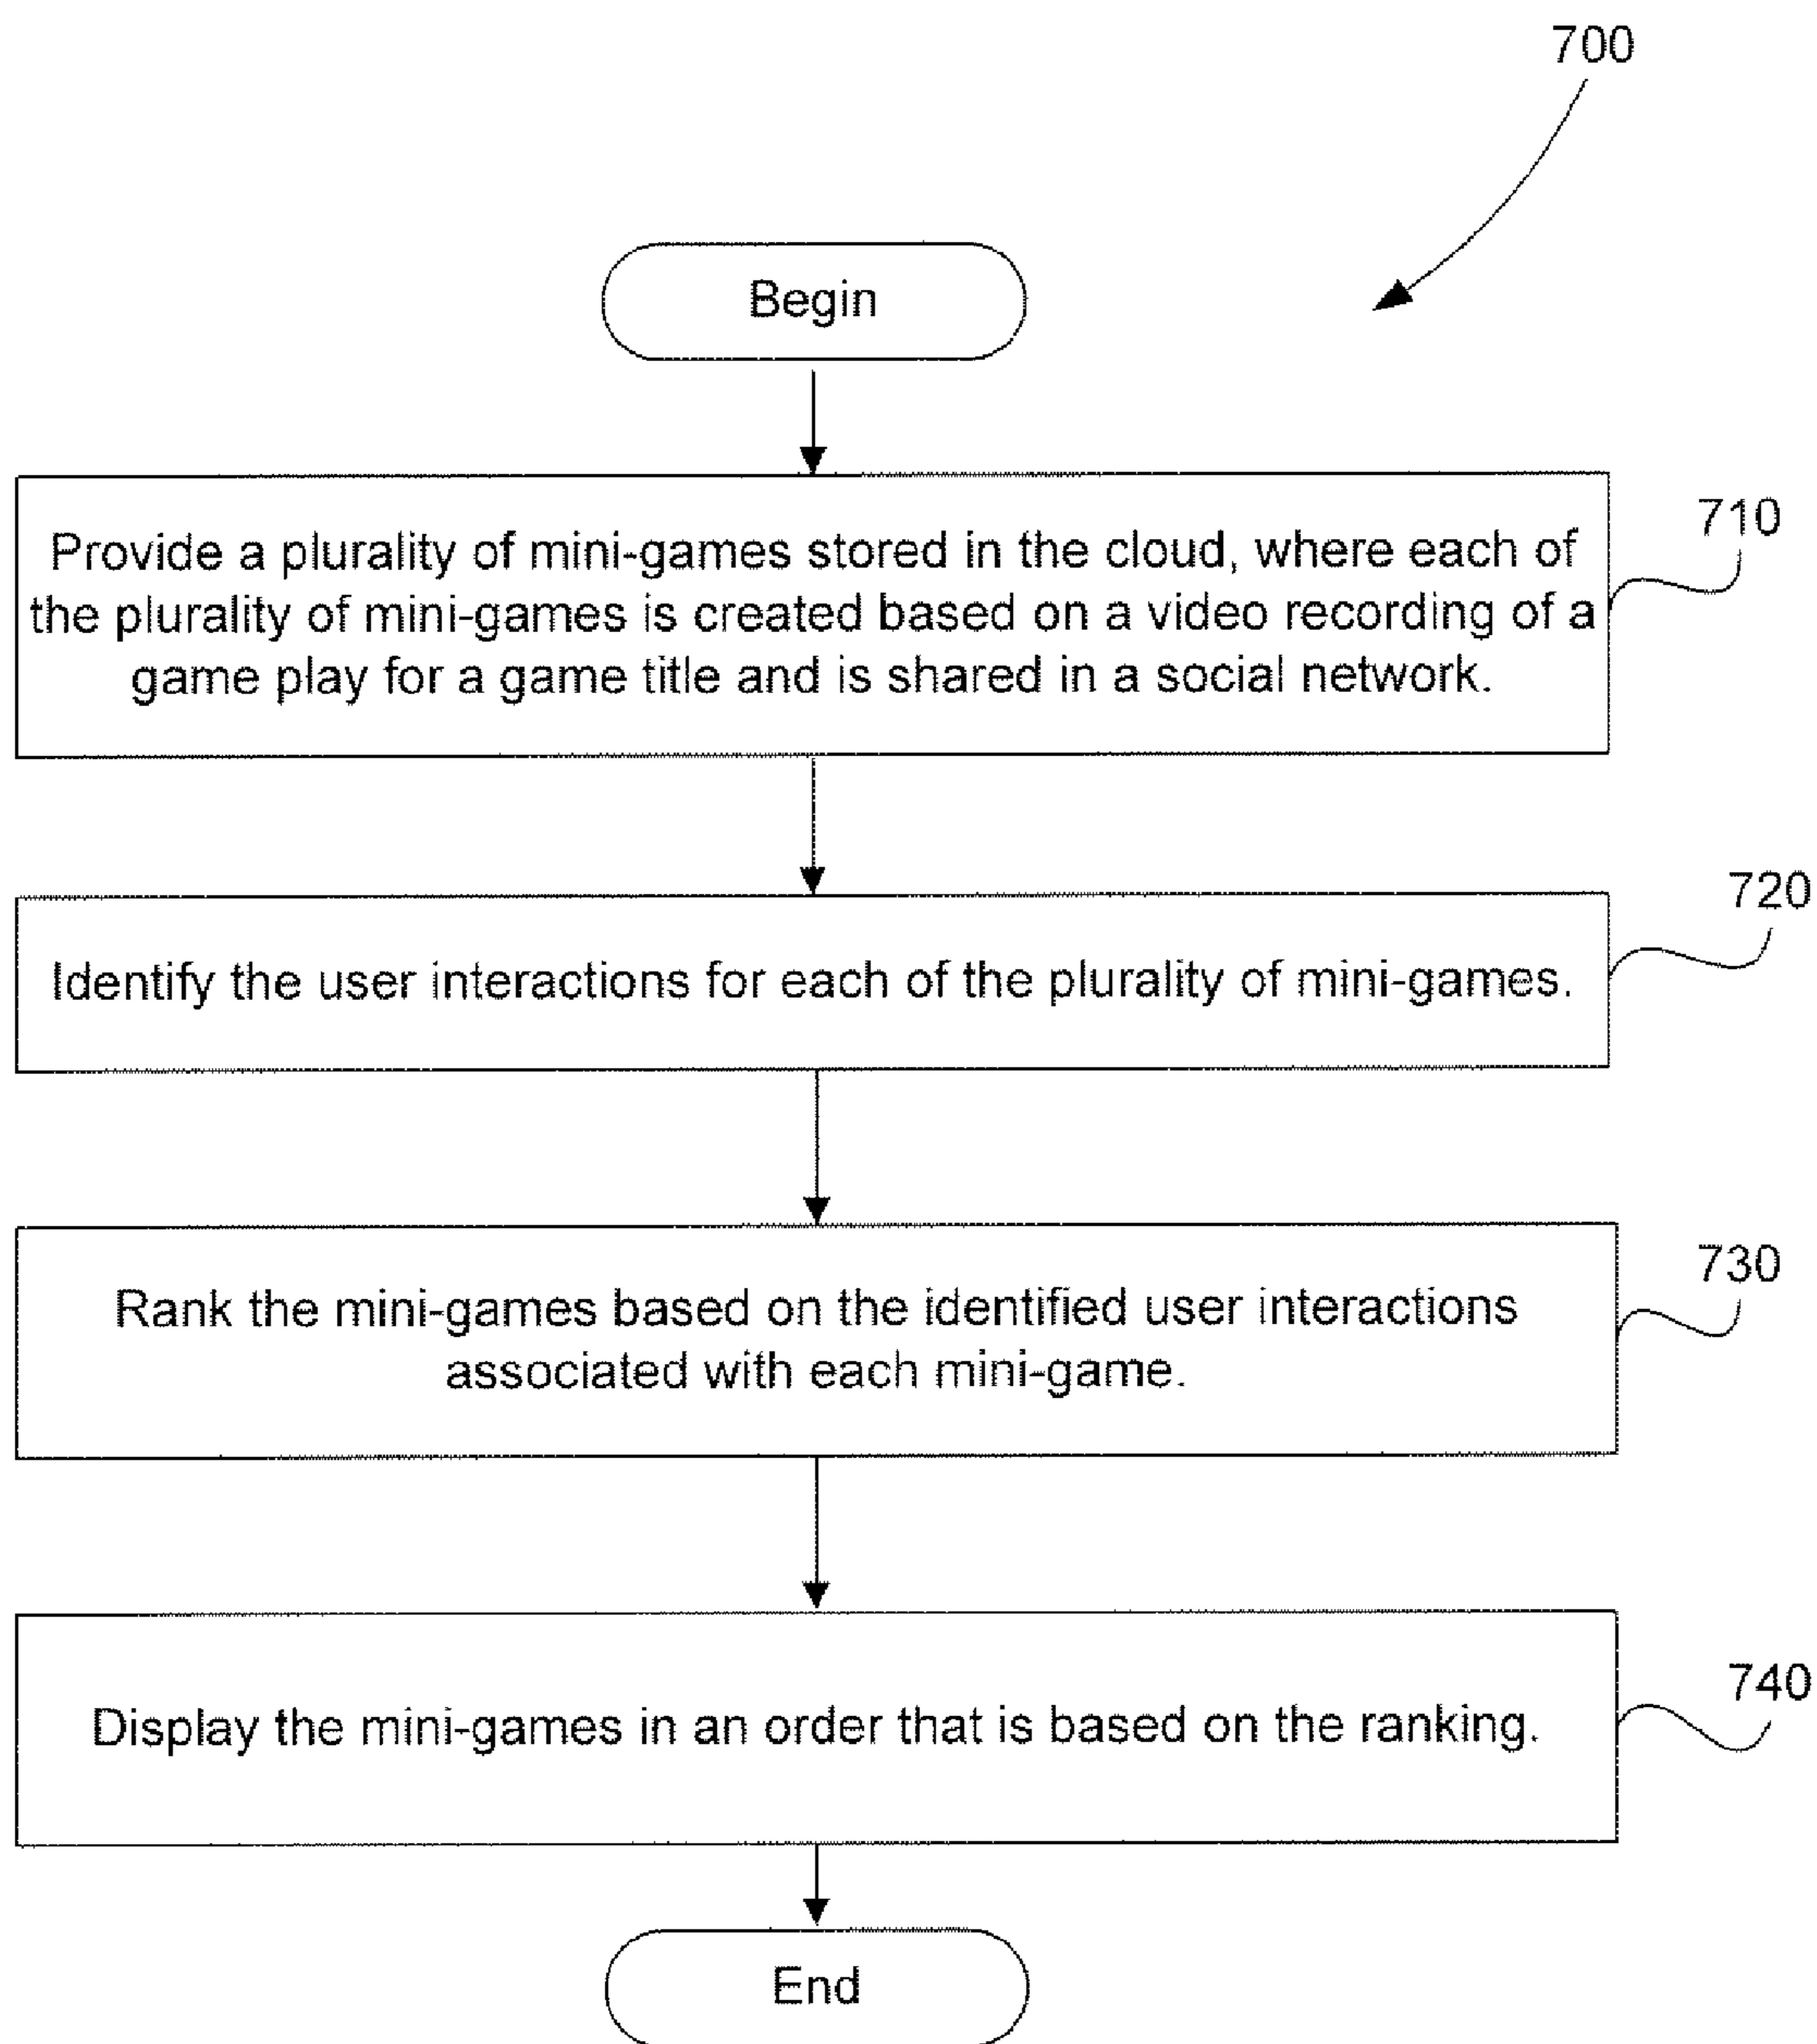 700
Begin
Provide a plurality of mini-games stored in the cloud, where each of
the plurality of mini-games is created based on a video recording of a
game play for a game title and is shared in a social network.
710
Identify the user interactions for each of the plurality of mini-games.
720
Rank the mini-games based on the identified user interactions
associated with each mini-game.
730
Display the mini-games in an order that is based on the ranking.
740
End